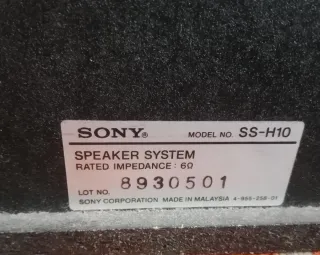 SONY® MODEL NO. SS-H10
SPEAKER SYSTEM
RATED IMPEDANCE: 6Ω
LOT NO. 8930501
SONY CORPORATION MADE IN MALAYSIA